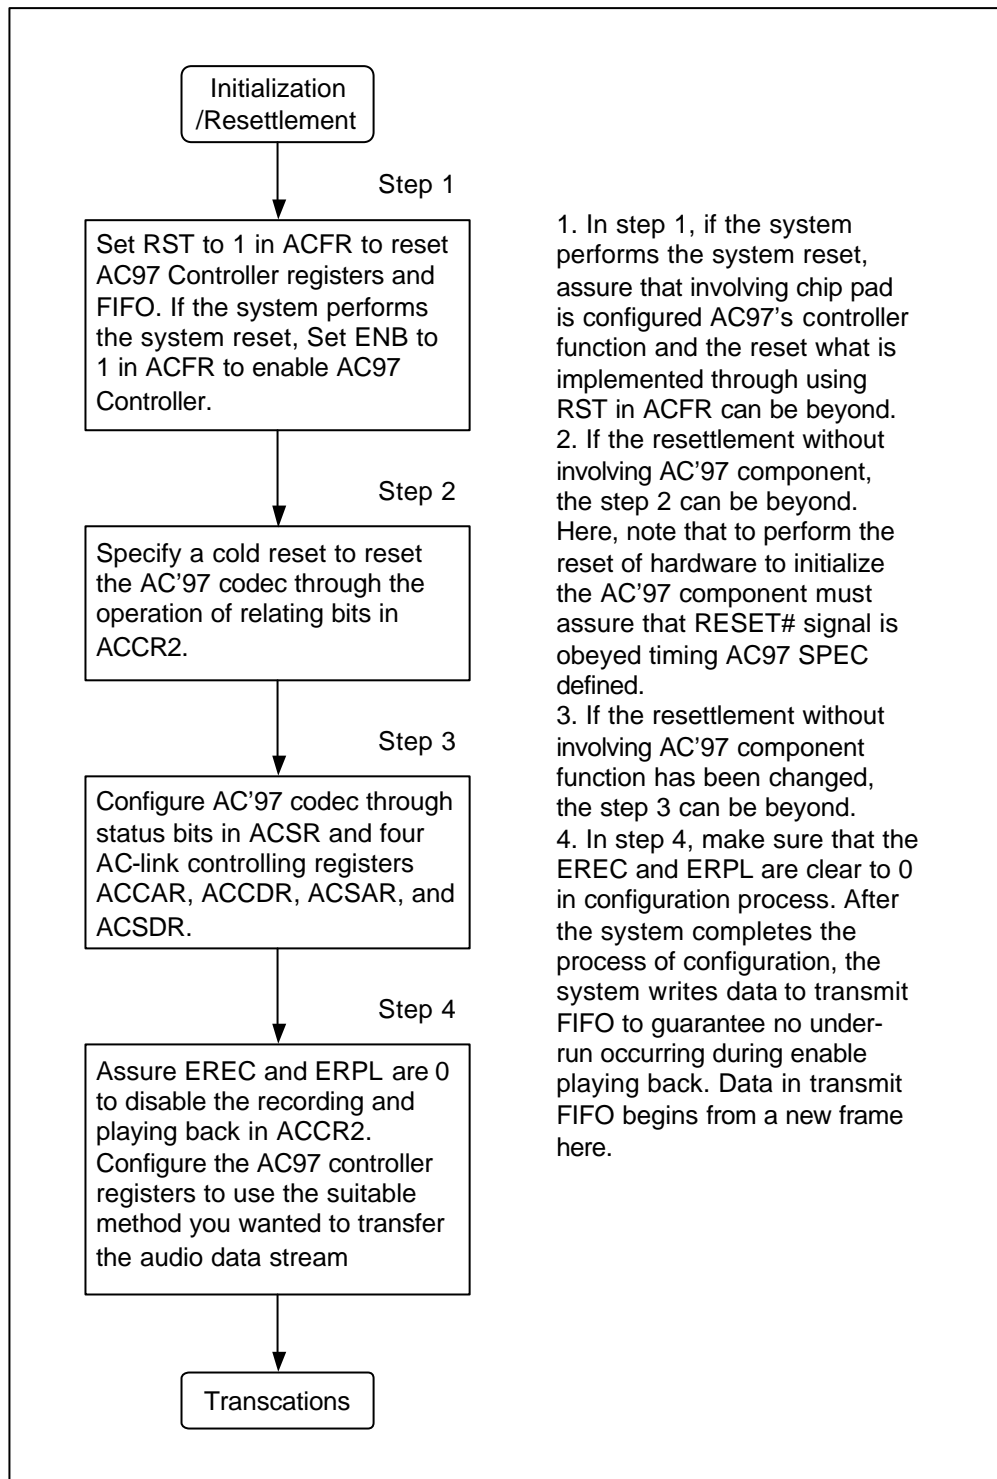 Initialization
/Resettlement
Step 1
Set RST to 1 in ACFR to reset
AC97 Controller registers and
FIFO. If the system performs
the system reset, Set ENB to
1 in ACFR to enable AC97
Controller.
Step 2
Specify a cold reset to reset
the AC’97 codec through the
operation of relating bits in
ACCR2.
Step 3
Configure AC’97 codec through
status bits in ACSR and four
AC-link controlling registers
ACCAR, ACCDR, ACSAR, and
ACSDR.
Step 4
Assure EREC and ERPL are 0
to disable the recording and
playing back in ACCR2.
Configure the AC97 controller
registers to use the suitable
method you wanted to transfer
the audio data stream
Transcations
1. In step 1, if the system
performs the system reset,
assure that involving chip pad
is configured AC97’s controller
function and the reset what is
implemented through using
RST in ACFR can be beyond.
2. If the resettlement without
involving AC’97 component,
the step 2 can be beyond.
Here, note that to perform the
reset of hardware to initialize
the AC’97 component must
assure that RESET# signal is
obeyed timing AC97 SPEC
defined.
3. If the resettlement without
involving AC’97 component
function has been changed,
the step 3 can be beyond.
4. In step 4, make sure that the
EREC and ERPL are clear to 0
in configuration process. After
the system completes the
process of configuration, the
system writes data to transmit
FIFO to guarantee no under-
run occurring during enable
playing back. Data in transmit
FIFO begins from a new frame
here.